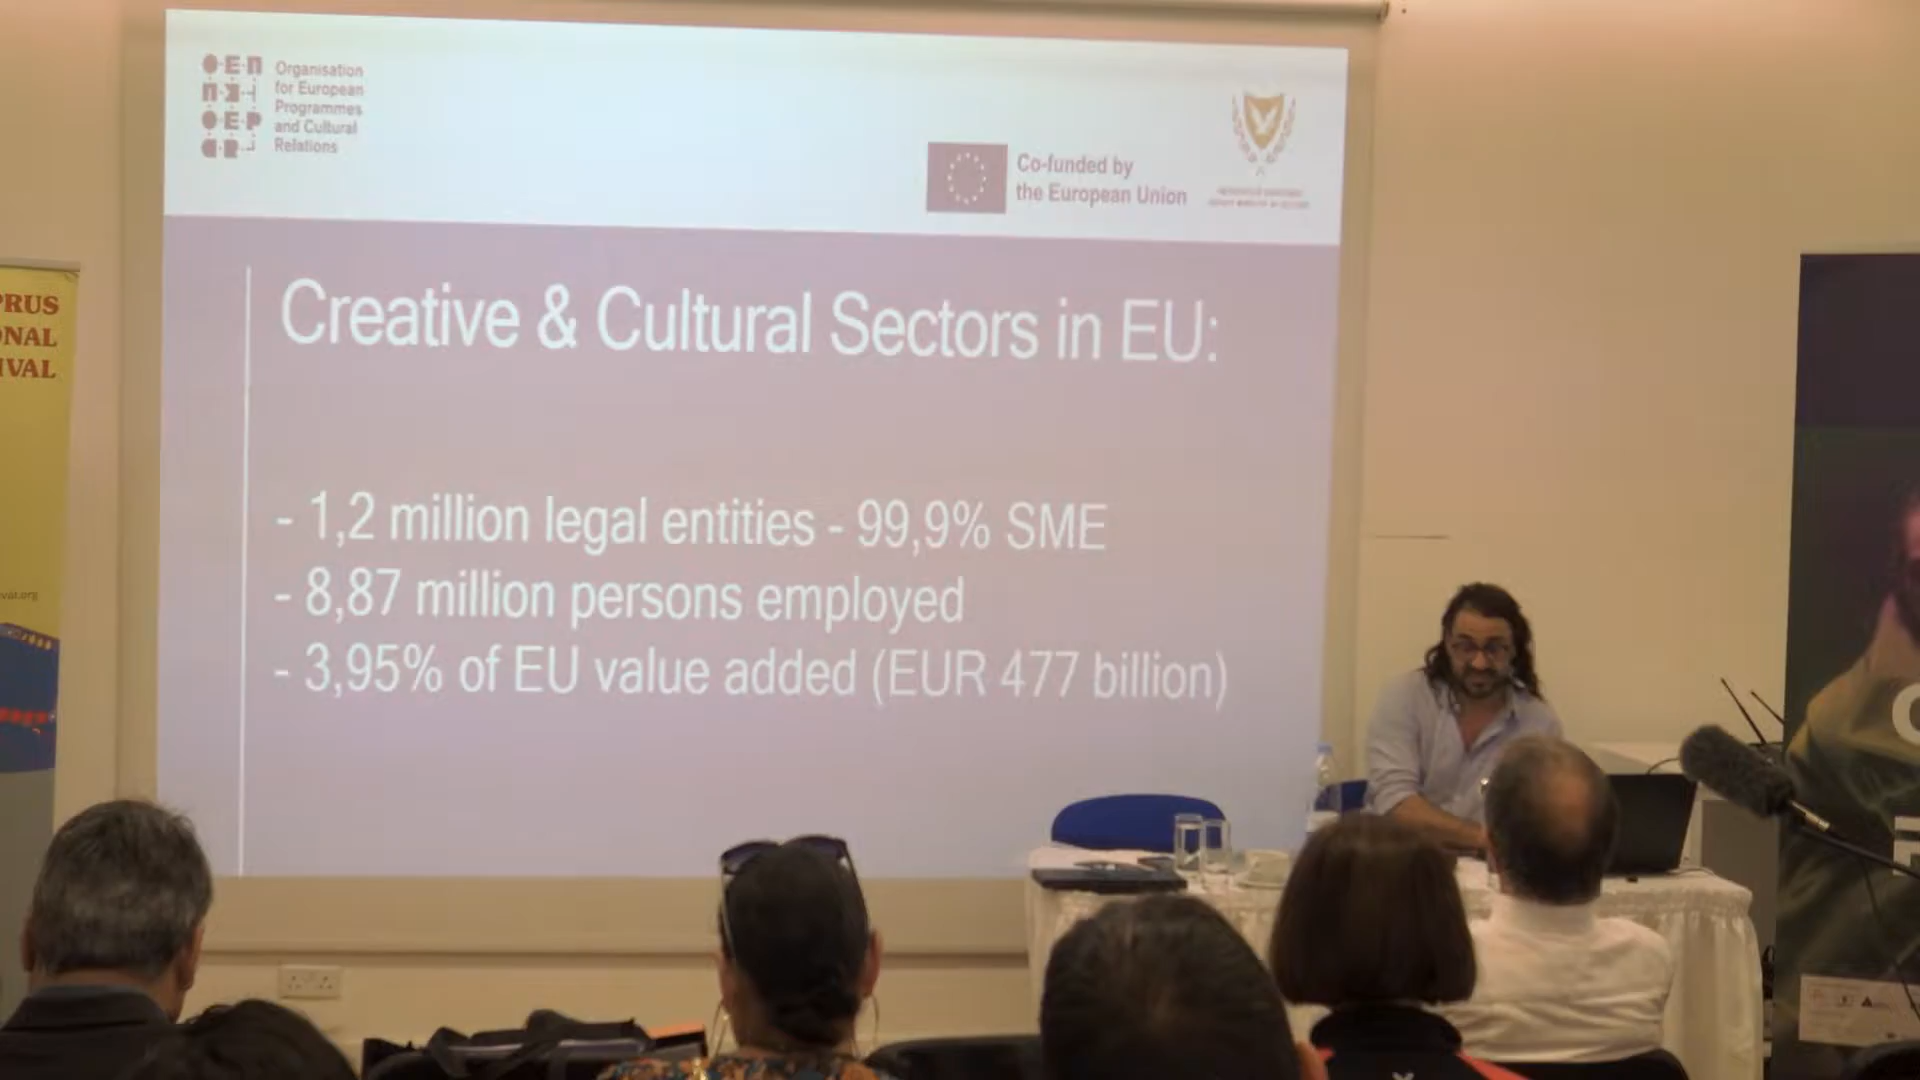 Organisation
for European
Programmes
and Cultural
Relations
Co-funded by
the European Union
Creative & Cultural Sectors in EU:
- 1,2 million legal entities - 99,9% SME
- 8,87 million persons employed
- 3,95% of EU value added (EUR 477 billion)
PRUS
ONAL
IVAL